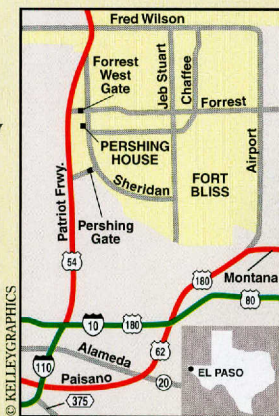 Fred Wilson
Forrest
West
Gate
Jeb Stuart
Chaffee
Forrest
PERSHING
HOUSE
Airport
Patriot Frwy.
Sheridan
FORT
BLISS
Pershing
Gate
54
180
Montana
80
10
180
110
Alameda
62
Paisano
20
375
EL PASO
© KELLEYGRAPHICS